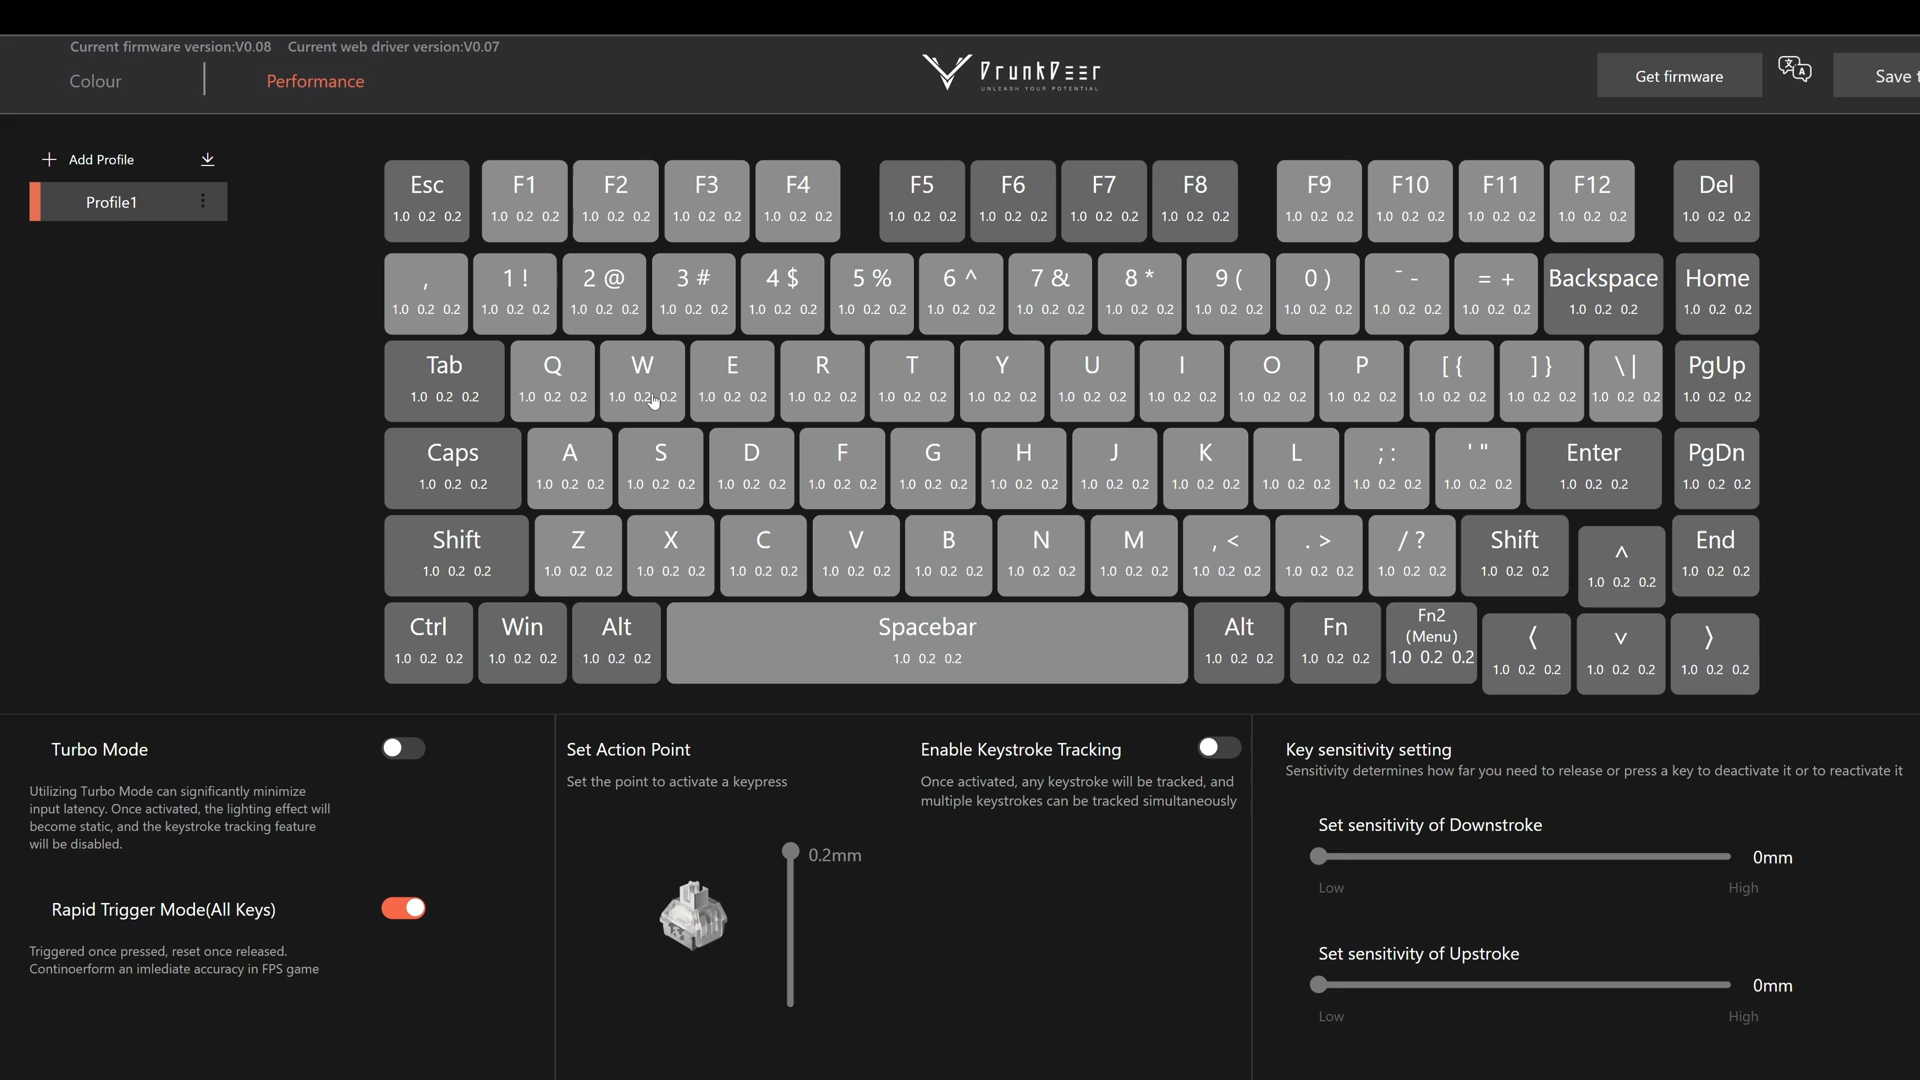 Current firmware version:V0.08 Current web driver version:V0.07
Colour Performance
DrunkDeer
UNLEASH YOUR POTENTIAL
Get firmware
Save
Add Profile
Profile1
Esc F1 F2 F3 F4 F5 F6 F7 F8 F9 F10 F11 F12 Del
1.0 0.2 0.2 1.0 0.2 0.2 1.0 0.2 0.2 1.0 0.2 0.2 1.0 0.2 0.2 1.0 0.2 0.2 1.0 0.2 0.2 1.0 0.2 0.2 1.0 0.2 0.2 1.0 0.2 0.2 1.0 0.2 0.2 1.0 0.2 0.2 1.0 0.2 0.2 1.0 0.2 0.2
, 1 ! 2 @ 3 # 4 $ 5 % 6 ^ 7 & 8 * 9 ( 0 ) ¯ - = + Backspace Home
1.0 0.2 0.2 1.0 0.2 0.2 1.0 0.2 0.2 1.0 0.2 0.2 1.0 0.2 0.2 1.0 0.2 0.2 1.0 0.2 0.2 1.0 0.2 0.2 1.0 0.2 0.2 1.0 0.2 0.2 1.0 0.2 0.2 1.0 0.2 0.2 1.0 0.2 0.2 1.0 0.2 0.2 1.0 0.2 0.2
Tab Q W E R T Y U I O P [ { ] } \ | PgUp
1.0 0.2 0.2 1.0 0.2 0.2 1.0 0.2 0.2 1.0 0.2 0.2 1.0 0.2 0.2 1.0 0.2 0.2 1.0 0.2 0.2 1.0 0.2 0.2 1.0 0.2 0.2 1.0 0.2 0.2 1.0 0.2 0.2 1.0 0.2 0.2 1.0 0.2 0.2 1.0 0.2 0.2 1.0 0.2 0.2
Caps A S D F G H J K L ; : ' " Enter PgDn
1.0 0.2 0.2 1.0 0.2 0.2 1.0 0.2 0.2 1.0 0.2 0.2 1.0 0.2 0.2 1.0 0.2 0.2 1.0 0.2 0.2 1.0 0.2 0.2 1.0 0.2 0.2 1.0 0.2 0.2 1.0 0.2 0.2 1.0 0.2 0.2 1.0 0.2 0.2 1.0 0.2 0.2
Shift Z X C V B N M , < . > / ? Shift ^ End
1.0 0.2 0.2 1.0 0.2 0.2 1.0 0.2 0.2 1.0 0.2 0.2 1.0 0.2 0.2 1.0 0.2 0.2 1.0 0.2 0.2 1.0 0.2 0.2 1.0 0.2 0.2 1.0 0.2 0.2 1.0 0.2 0.2 1.0 0.2 0.2 1.0 0.2 0.2 1.0 0.2 0.2
Ctrl Win Alt Spacebar Alt Fn Fn2 (Menu) ⟨ v ⟩
1.0 0.2 0.2 1.0 0.2 0.2 1.0 0.2 0.2 1.0 0.2 0.2 1.0 0.2 0.2 1.0 0.2 0.2 1.0 0.2 0.2 1.0 0.2 0.2 1.0 0.2 0.2 1.0 0.2 0.2
Turbo Mode
Utilizing Turbo Mode can significantly minimize
input latency. Once activated, the lighting effect will
become static, and the keystroke tracking feature
will be disabled.
Rapid Trigger Mode(All Keys)
Triggered once pressed, reset once released.
Continoerform an imlediate accuracy in FPS game
Set Action Point
Set the point to activate a keypress
0.2mm
Enable Keystroke Tracking
Once activated, any keystroke will be tracked, and
multiple keystrokes can be tracked simultaneously
Key sensitivity setting
Sensitivity determines how far you need to release or press a key to deactivate it or to reactivate it
Set sensitivity of Downstroke
0mm
Low High
Set sensitivity of Upstroke
0mm
Low High